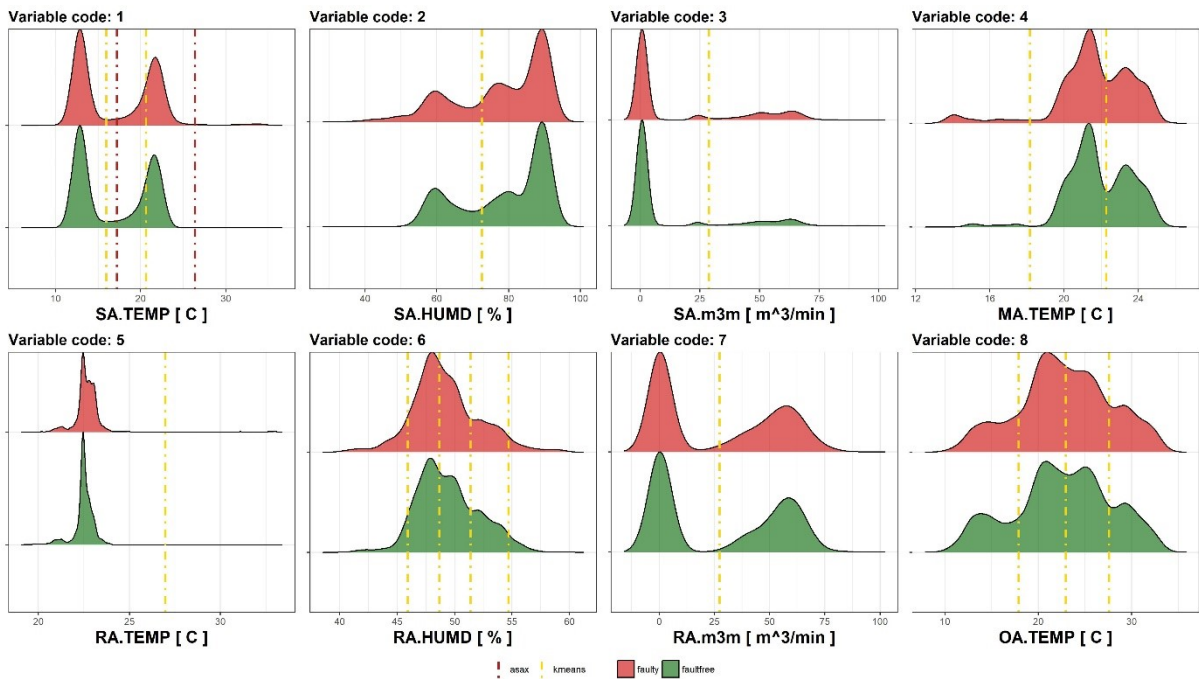 Variable code: 1
Variable code: 2
Variable code: 3
Variable code: 4
10 20 30
40 60 80 100
0 25 50 75 100
12 16 20 24
SA.TEMP [ C ]
SA.HUMD [ % ]
SA.m3m [ m^3/min ]
MA.TEMP [ C ]
Variable code: 5
Variable code: 6
Variable code: 7
Variable code: 8
20 25 30
40 45 50 55 60
0 25 50 75 100
10 20 30
RA.TEMP [ C ]
RA.HUMD [ % ]
RA.m3m [ m^3/min ]
OA.TEMP [ C ]
asax kmeans faulty faultfree